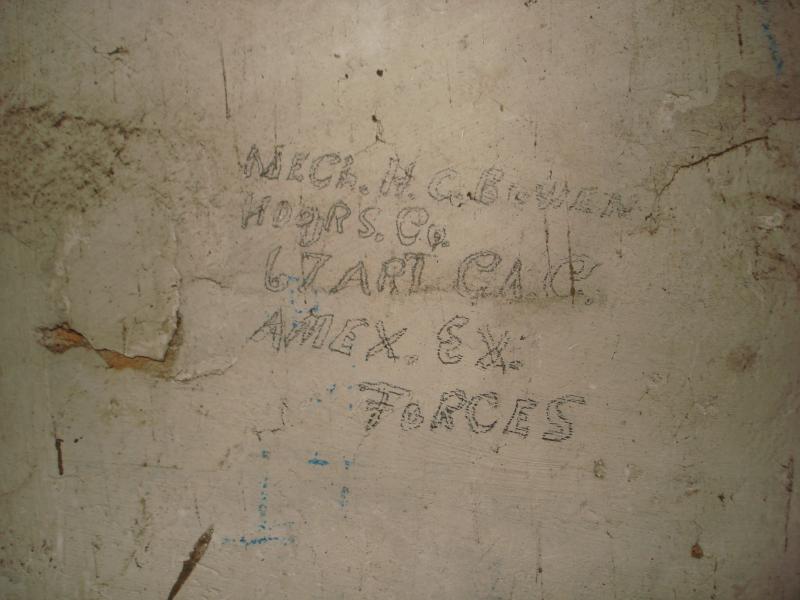 MECh. H. C. BOWEN
HDQRS. Co.
67 ART C.A.C.
AMEX. EX.
FORCES